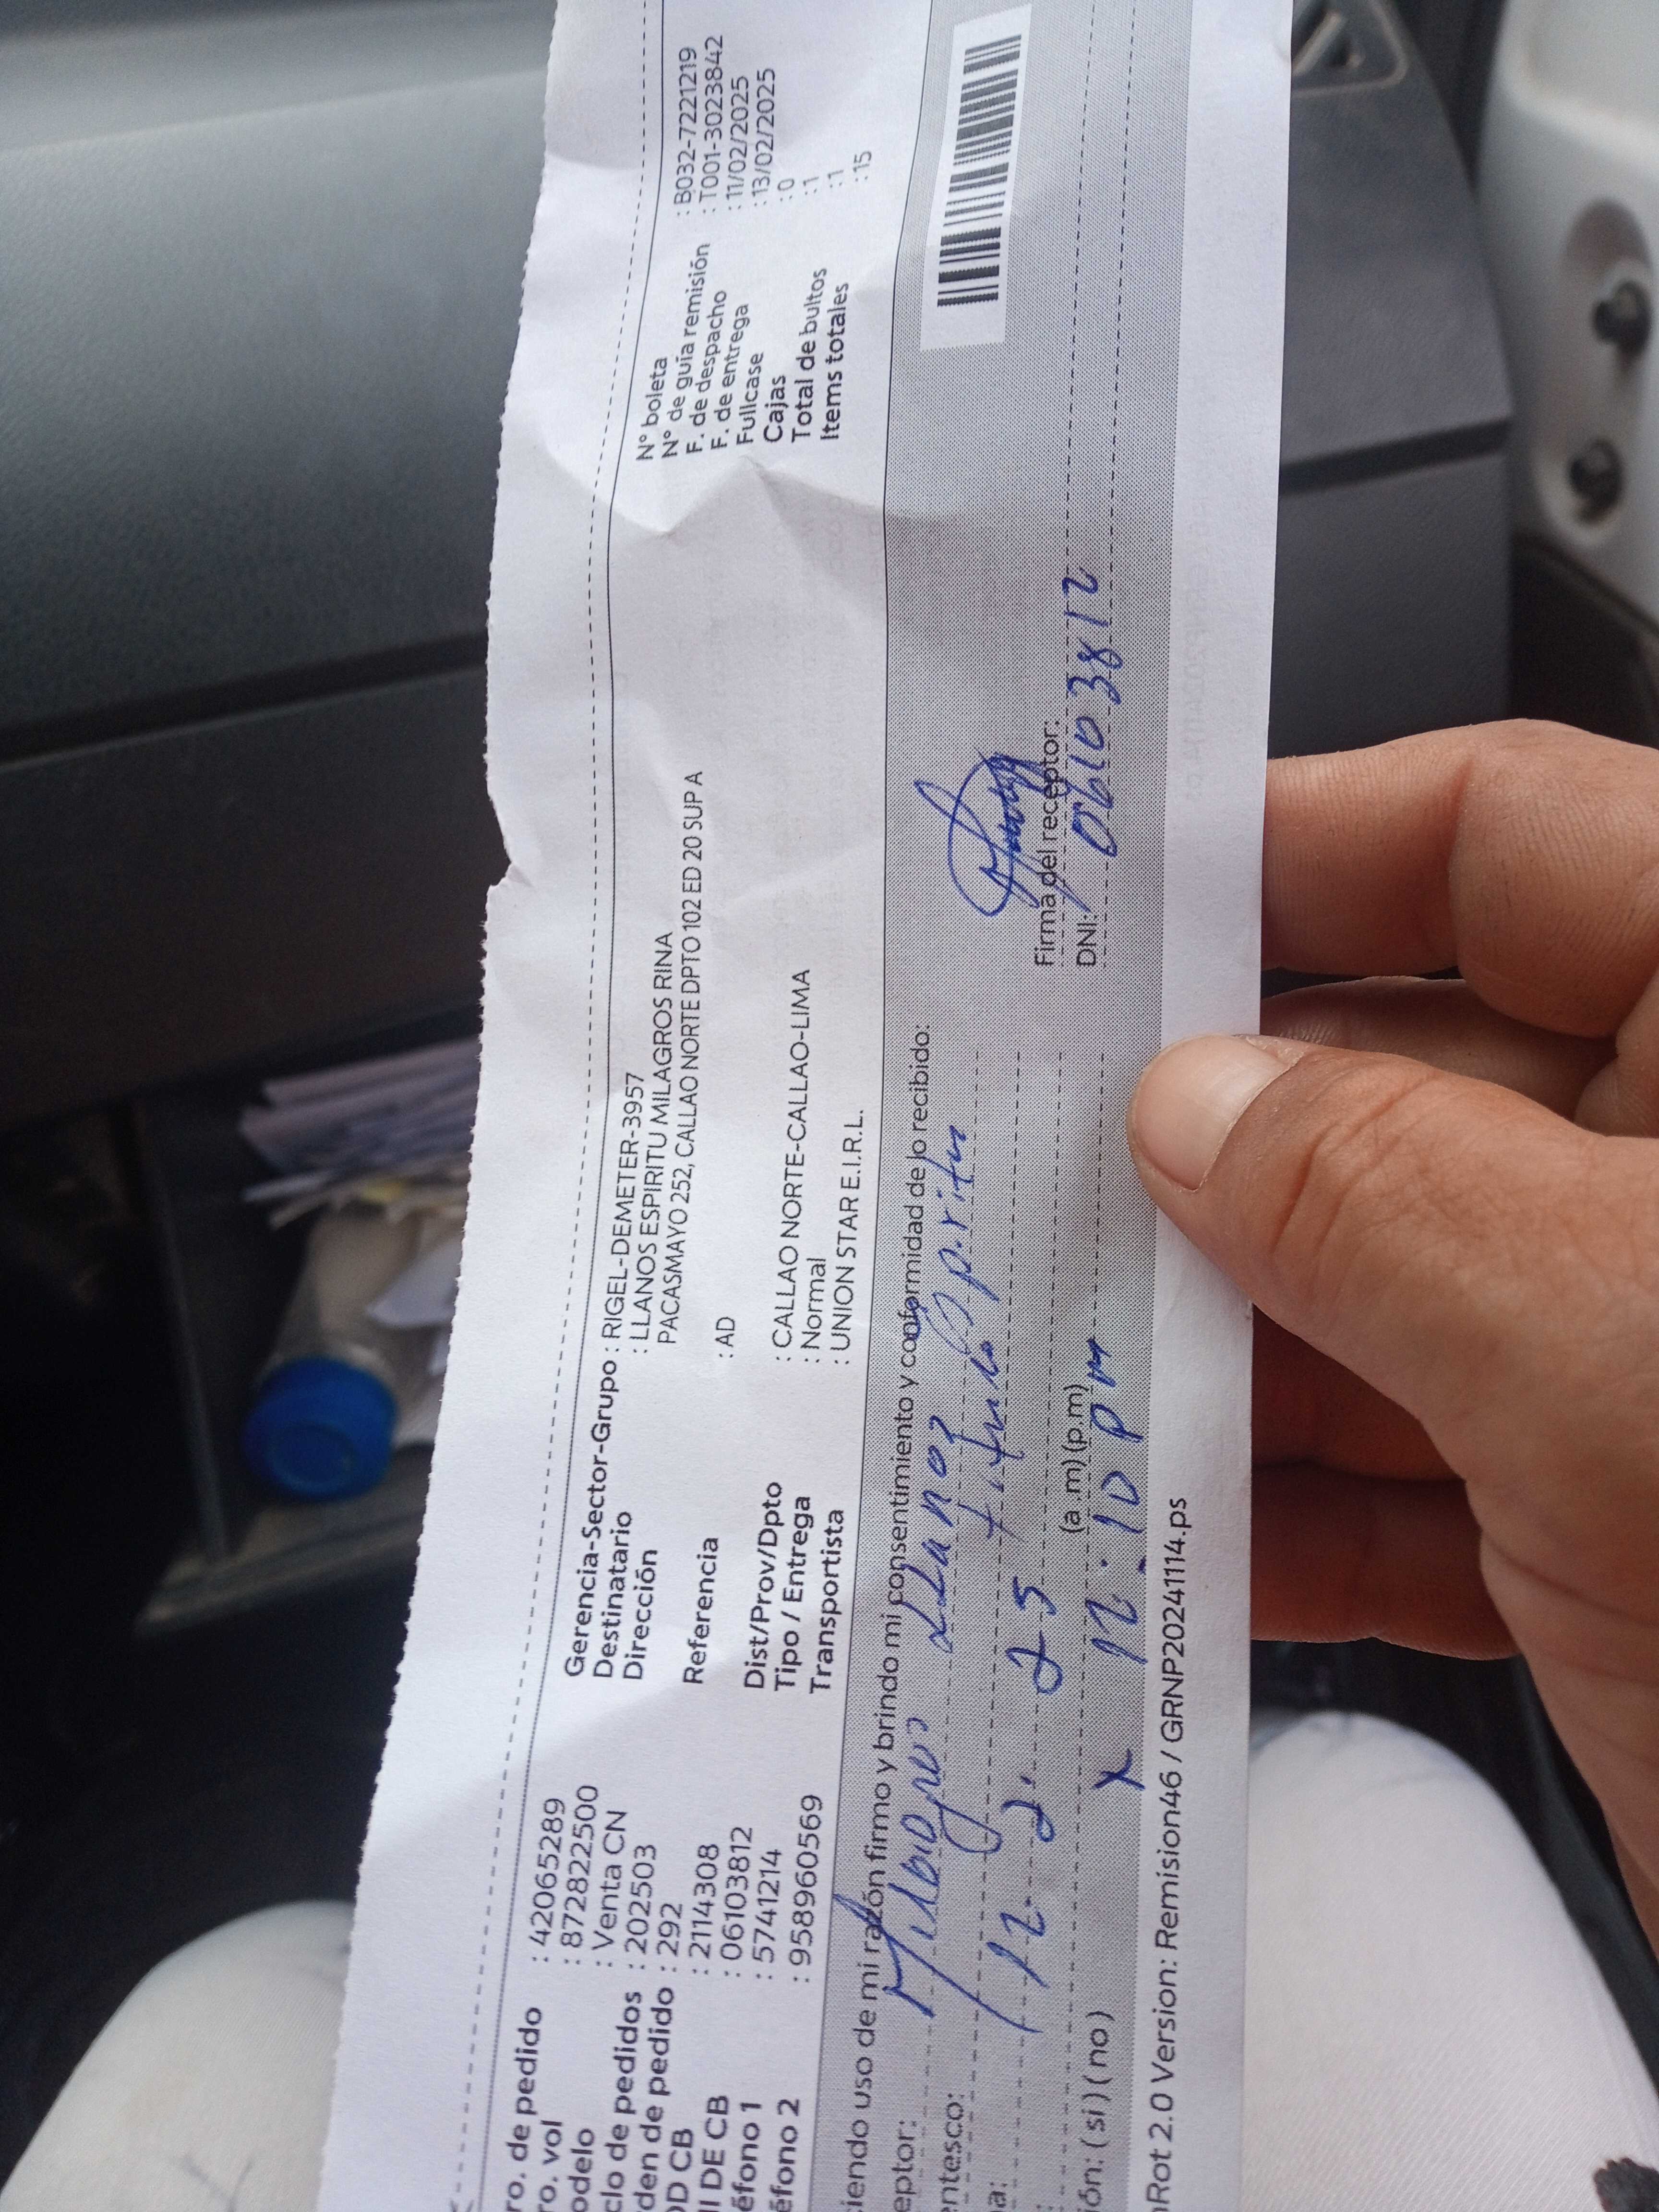 ro. de pedido : 42065289
ro. vol : 8728822500
odelo : Venta CN
clo de pedidos : 202503
den de pedido : 292
OD CB : 2114308
II DE CB : 06103812
éfono 1 : 5741214
éfono 2 : 958960569
Gerencia-Sector-Grupo : RIGEL-DEMETER-3957
Destinatario : LLANOS ESPIRITU MILAGROS RINA
Dirección PACASMAYO 252, CALLAO NORTE DPTO 102 ED 20 SUP A
Referencia : AD
Dist/Prov/Dpto : CALLAO NORTE-CALLAO-LIMA
Tipo / Entrega : Normal
Transportista : UNION STAR E.I.R.L.
N° boleta : B032-7221219
N° de guía remisión : T001-3023842
F. de despacho : 11/02/2025
F. de entrega : 13/02/2025
Fullcase : 0
Cajas : 1
Total de bultos : 1
Items totales : 15
iendo uso de mi razón firmo y brindo mi consentimiento y conformidad de lo recibido:
eptor: Milagros Llanos
entesco: Titular
a: 12. 2. 25
: (a.m) (p.m)
ión: ( si ) ( no ) x 12:10 pm
Firma del receptor:
DNI: 06103812
Rot 2.0 Version: Remision46 / GRNP20241114.ps